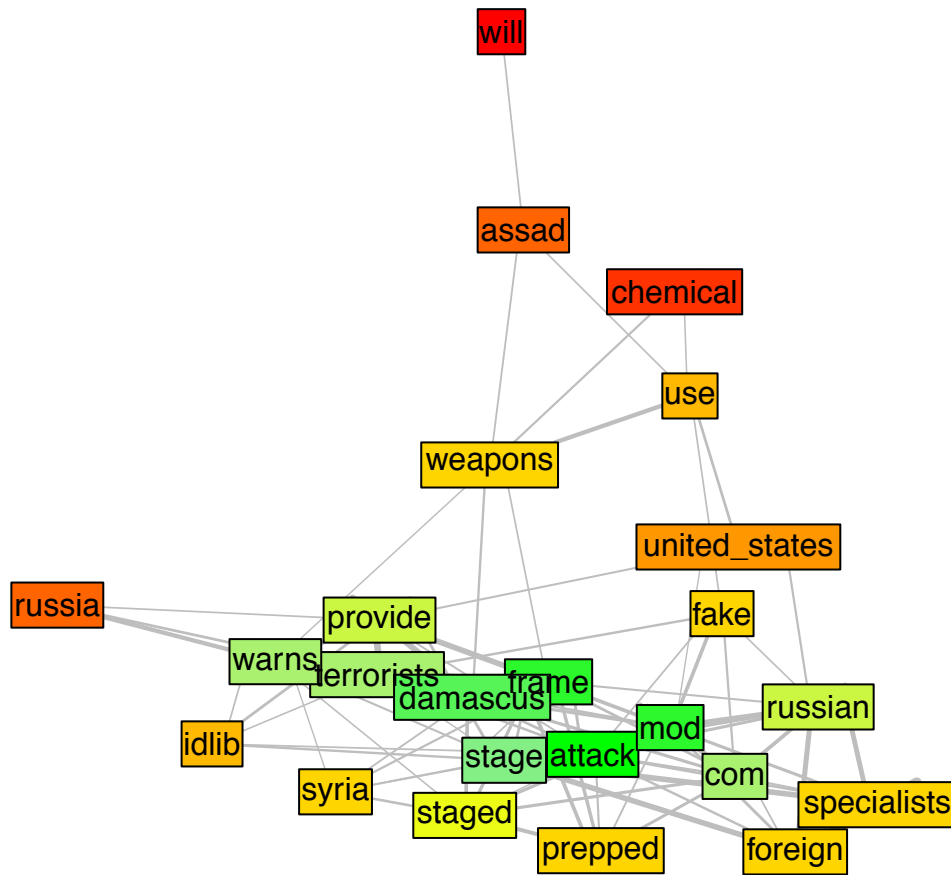 will
assad
chemical
use
weapons
united_states
russia
provide
fake
warns
terrorists
frame
damascus
russian
mod
idlib
stage
attack
com
syria
specialists
staged
prepped
foreign